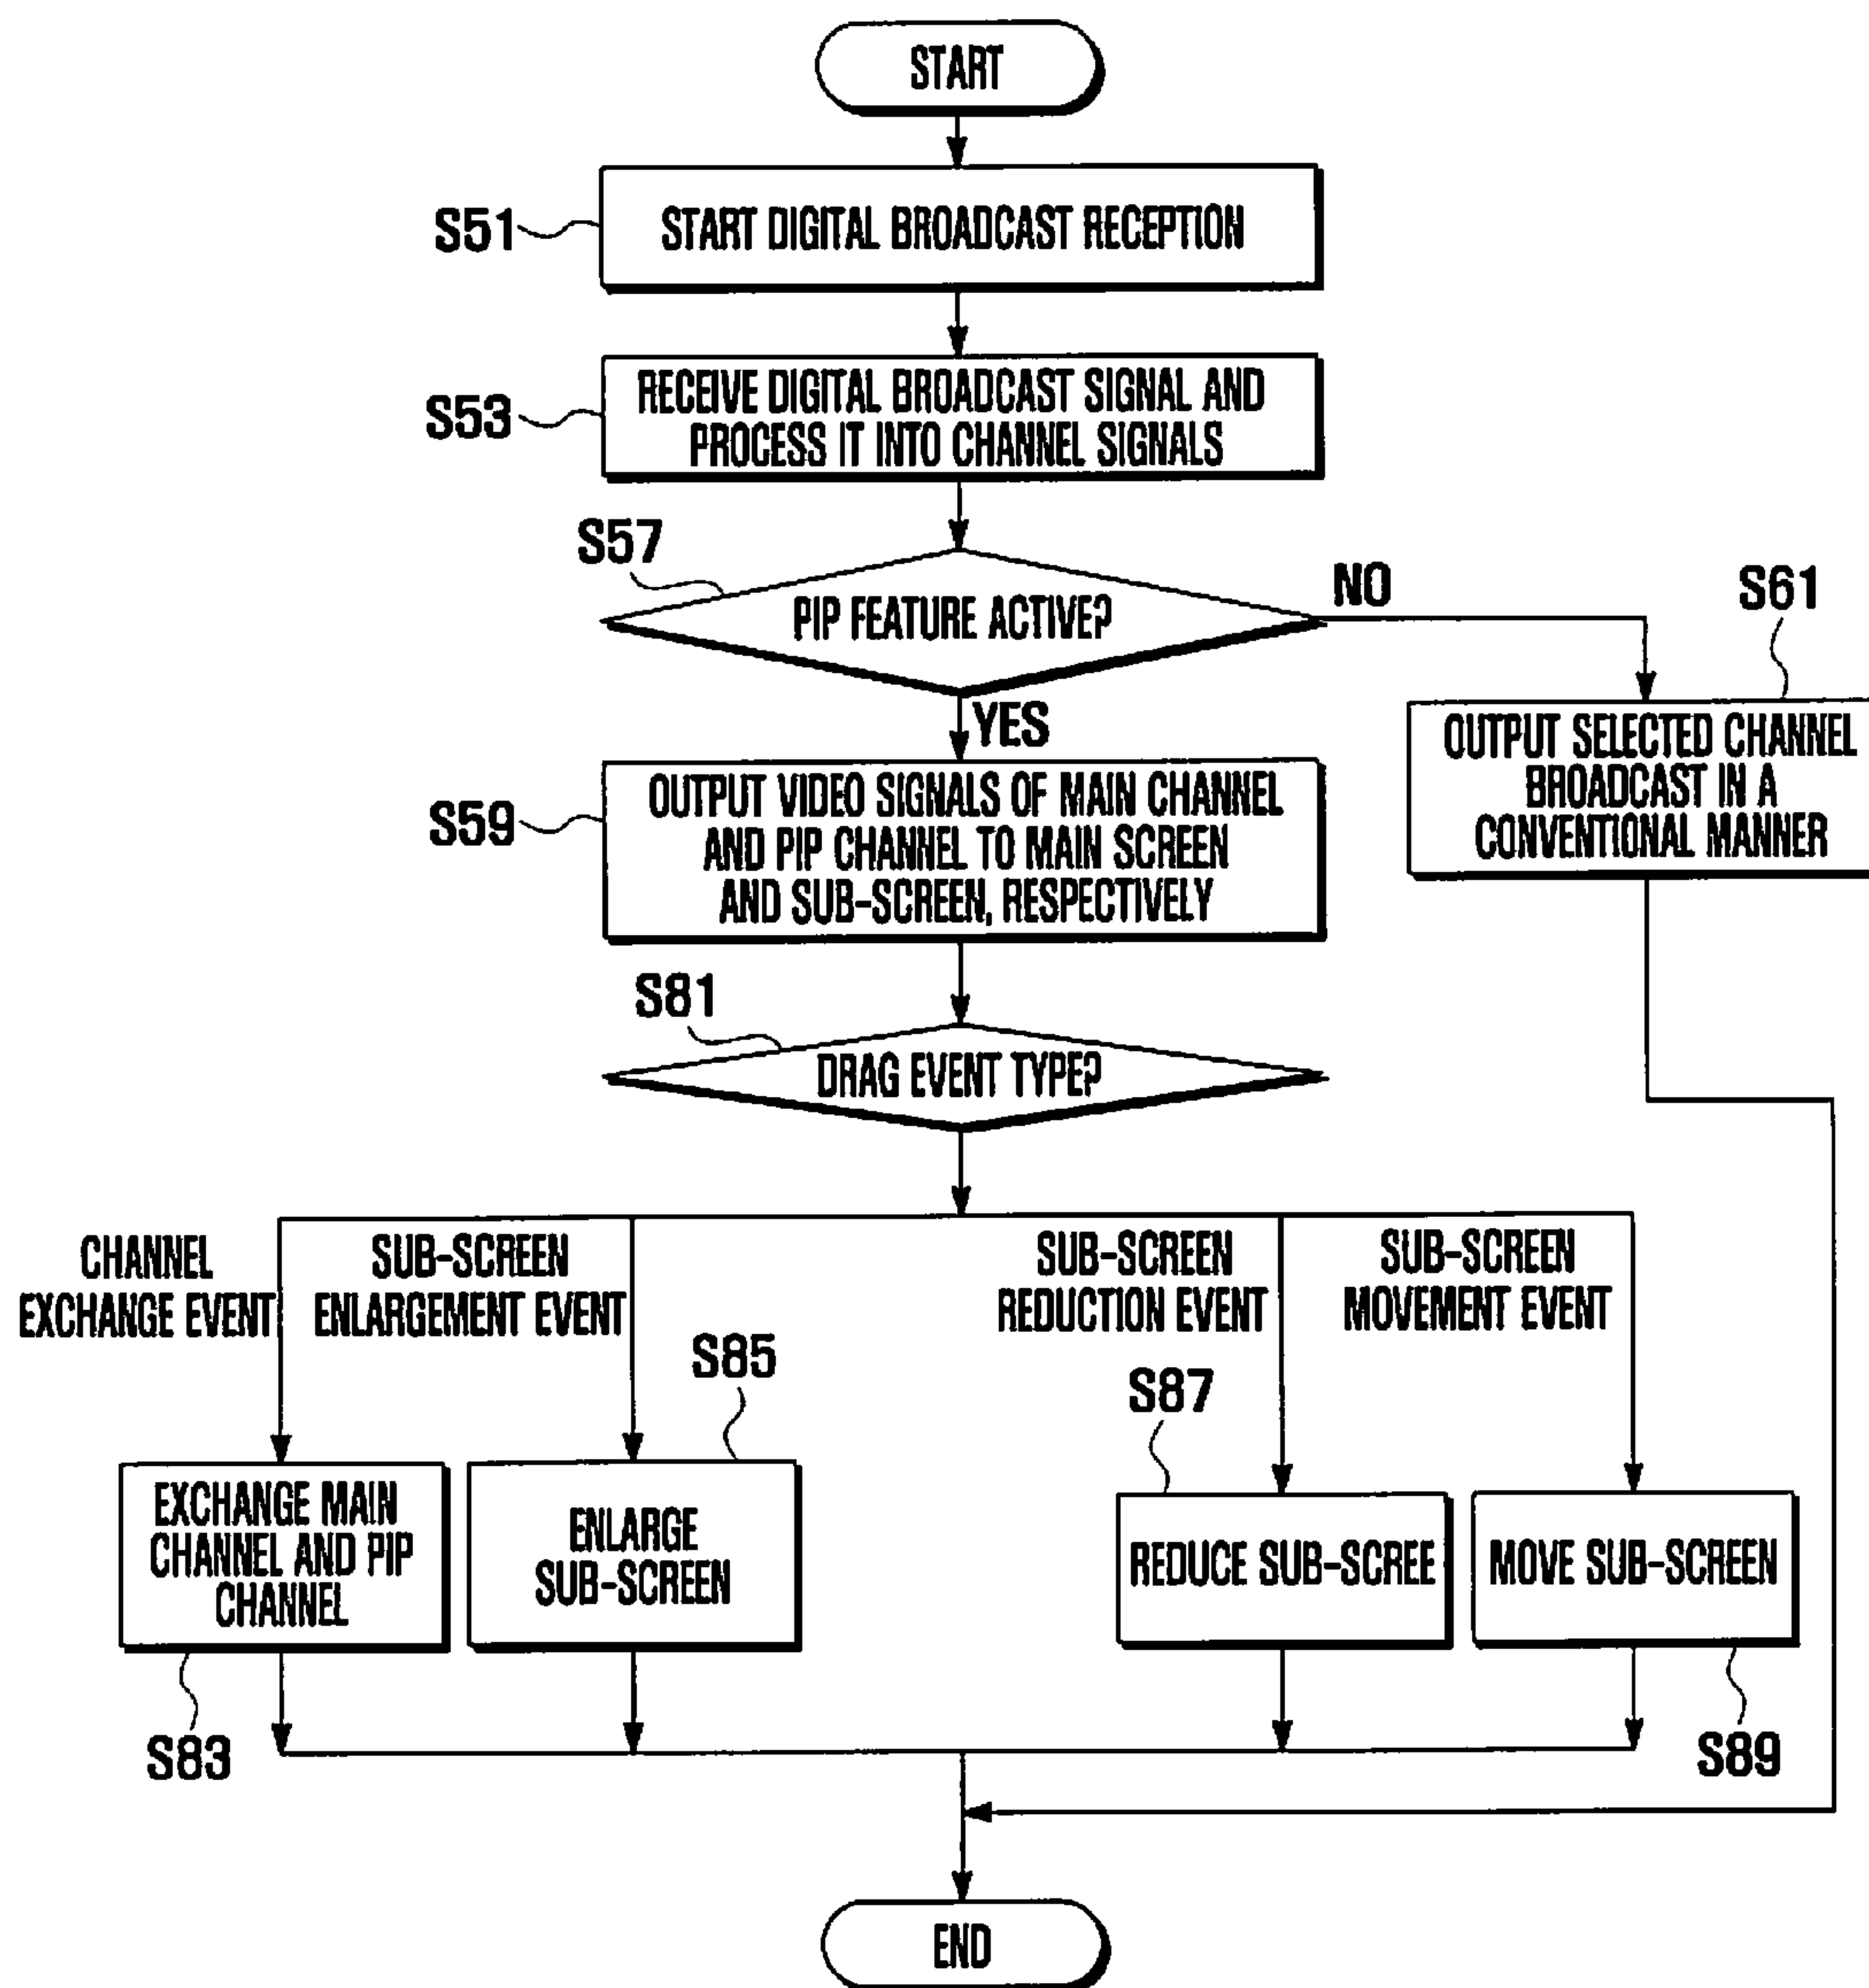 START
S51
START DIGITAL BROADCAST RECEPTION
S53
RECEIVE DIGITAL BROADCAST SIGNAL AND
PROCESS IT INTO CHANNEL SIGNALS
S57
PIP FEATURE ACTIVE?
NO
S61
OUTPUT SELECTED CHANNEL
BROADCAST IN A
CONVENTIONAL MANNER
YES
S59
OUTPUT VIDEO SIGNALS OF MAIN CHANNEL
AND PIP CHANNEL TO MAIN SCREEN
AND SUB-SCREEN, RESPECTIVELY
S81
DRAG EVENT TYPE?
CHANNEL
EXCHANGE EVENT
SUB-SCREEN
ENLARGEMENT EVENT
SUB-SCREEN
REDUCTION EVENT
SUB-SCREEN
MOVEMENT EVENT
S85
S87
EXCHANGE MAIN
CHANNEL AND PIP
CHANNEL
ENLARGE
SUB-SCREEN
REDUCE SUB-SCREE
MOVE SUB-SCREEN
S83
S89
END